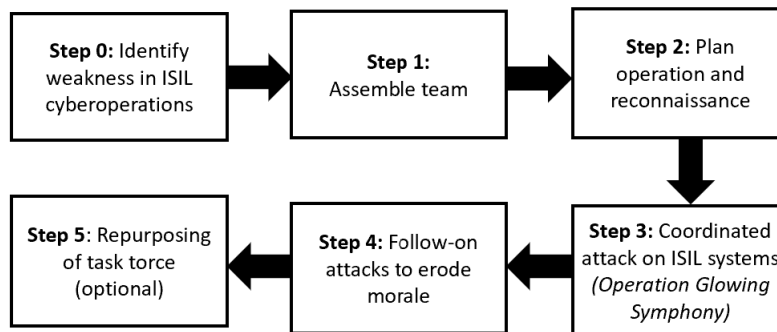 Step 0: Identify
weakness in ISIL
cyberoperations
Step 1:
Assemble team
Step 2: Plan
operation and
reconnaissance
Step 3: Coordinated
attack on ISIL systems
(Operation Glowing
Symphony)
Step 4: Follow-on
attacks to erode
morale
Step 5: Repurposing
of task torce
(optional)